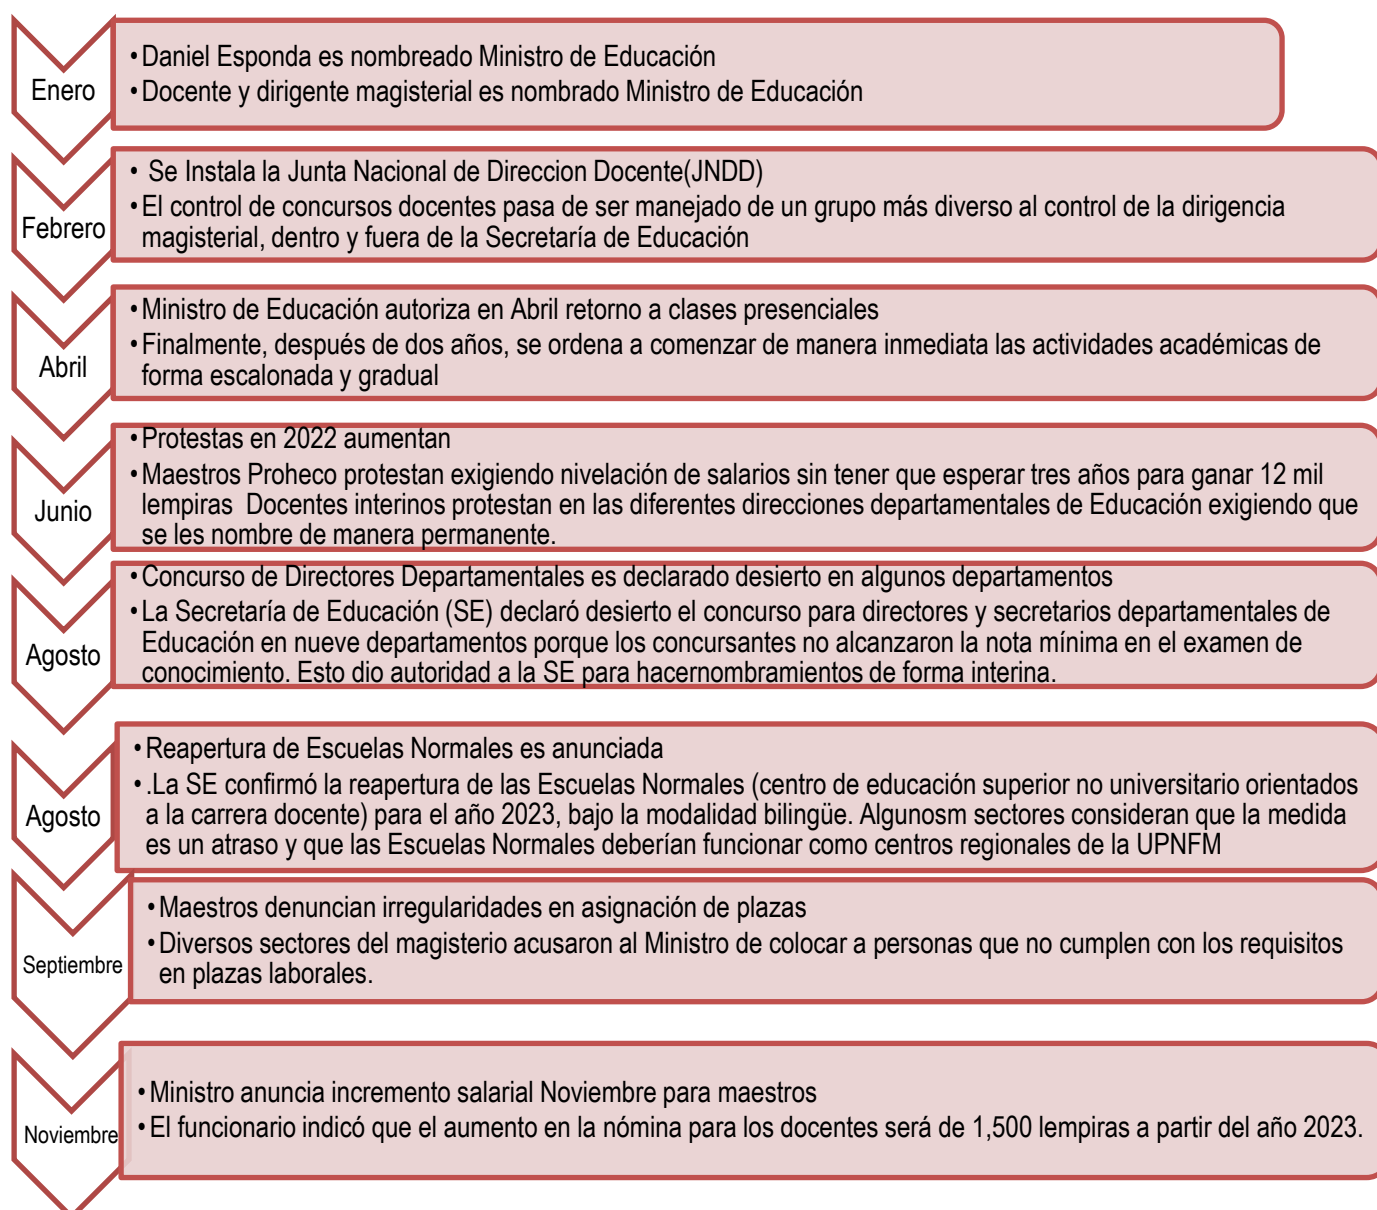 Enero
•Daniel Esponda es nombreado Ministro de Educación
•Docente y dirigente magisterial es nombrado Ministro de Educación
Febrero
• Se Instala la Junta Nacional de Direccion Docente(JNDD)
•El control de concursos docentes pasa de ser manejado de un grupo más diverso al control de la dirigencia
magisterial, dentro y fuera de la Secretaría de Educación
Abril
•Ministro de Educación autoriza en Abril retorno a clases presenciales
•Finalmente, después de dos años, se ordena a comenzar de manera inmediata las actividades académicas de
forma escalonada y gradual
Junio
•Protestas en 2022 aumentan
•Maestros Proheco protestan exigiendo nivelación de salarios sin tener que esperar tres años para ganar 12 mil
lempiras  Docentes interinos protestan en las diferentes direcciones departamentales de Educación exigiendo que
se les nombre de manera permanente.
Agosto
•Concurso de Directores Departamentales es declarado desierto en algunos departamentos
•La Secretaría de Educación (SE) declaró desierto el concurso para directores y secretarios departamentales de
Educación en nueve departamentos porque los concursantes no alcanzaron la nota mínima en el examen de
conocimiento. Esto dio autoridad a la SE para hacernombramientos de forma interina.
Agosto
•Reapertura de Escuelas Normales es anunciada
•.La SE confirmó la reapertura de las Escuelas Normales (centro de educación superior no universitario orientados
a la carrera docente) para el año 2023, bajo la modalidad bilingüe. Algunosm sectores consideran que la medida
es un atraso y que las Escuelas Normales deberían funcionar como centros regionales de la UPNFM
Septiembre
•Maestros denuncian irregularidades en asignación de plazas
•Diversos sectores del magisterio acusaron al Ministro de colocar a personas que no cumplen con los requisitos
en plazas laborales.
Noviembre
•Ministro anuncia incremento salarial Noviembre para maestros
•El funcionario indicó que el aumento en la nómina para los docentes será de 1,500 lempiras a partir del año 2023.